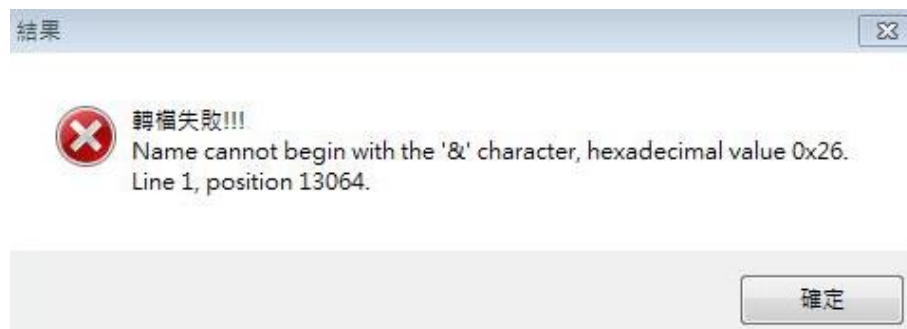 結果
轉檔失敗!!!
Name cannot begin with the '&' character, hexadecimal value 0x26.
Line 1, position 13064.
確定